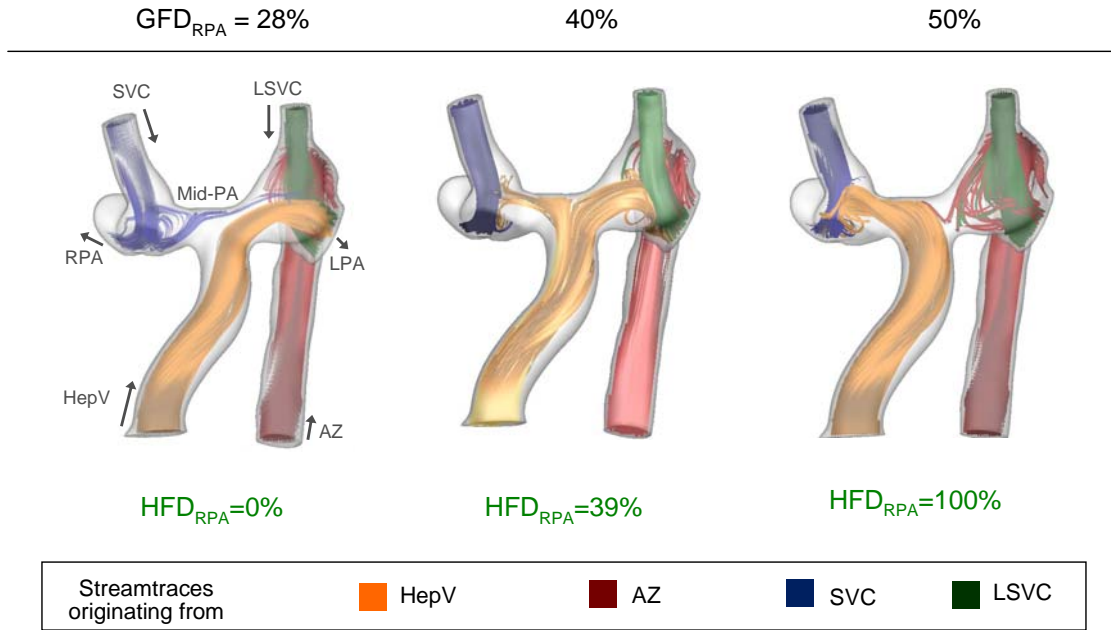 GFDRPA = 28% 40% 50%
SVC LSVC
Mid-PA
RPA LPA
HepV
AZ
HFDRPA=0% HFDRPA=39% HFDRPA=100%
Streamtraces
originating from
HepV AZ SVC LSVC